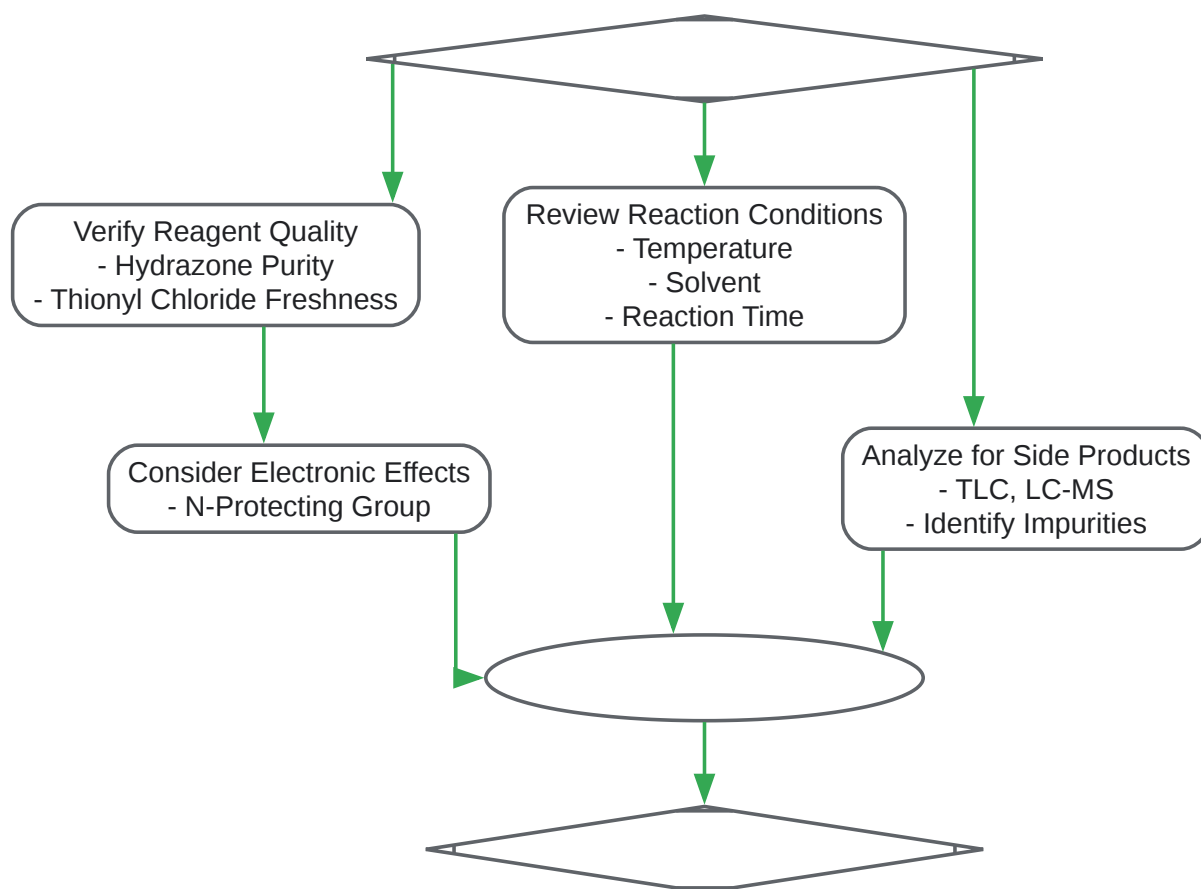 Verify Reagent Quality
- Hydrazone Purity
- Thionyl Chloride Freshness
Review Reaction Conditions
- Temperature
- Solvent
- Reaction Time
Consider Electronic Effects
- N-Protecting Group
Analyze for Side Products
- TLC, LC-MS
- Identify Impurities